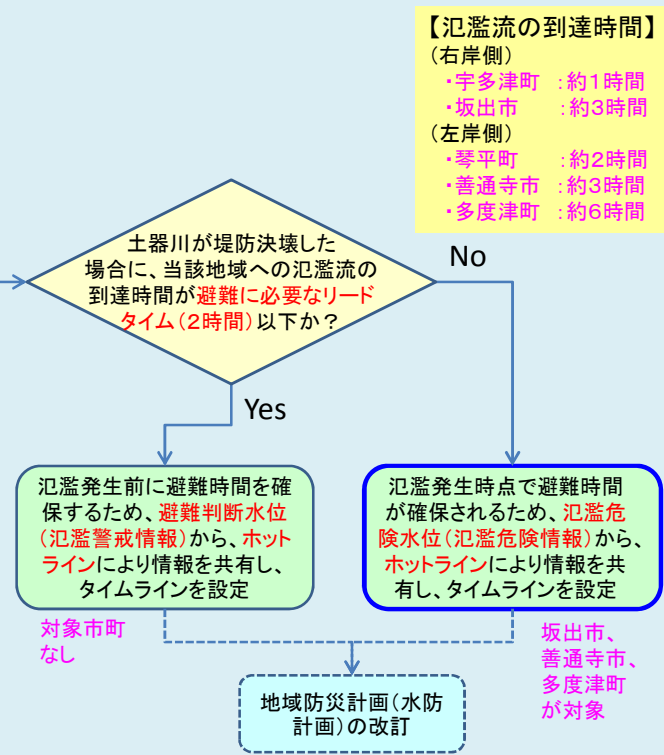 【氾濫流の到達時間】
(右岸側)
・宇多津町 :約1時間
・坂出市 :約3時間
(左岸側)
・琴平町 :約2時間
・善通寺市 :約3時間
・多度津町 :約6時間
土器川が堤防決壊した
場合に、当該地域への氾濫流の
到達時間が避難に必要なリード
タイム(2時間)以下か?
No
Yes
氾濫発生前に避難時間を確
保するため、避難判断水位
(氾濫警戒情報)から、ホット
ラインにより情報を共有し、
タイムラインを設定
氾濫発生時点で避難時間
が確保されるため、氾濫危
険水位(氾濫危険情報)から、
ホットラインにより情報を共
有し、タイムラインを設定
対象市町
なし
坂出市、
善通寺市、
多度津町
が対象
地域防災計画(水防
計画)の改訂